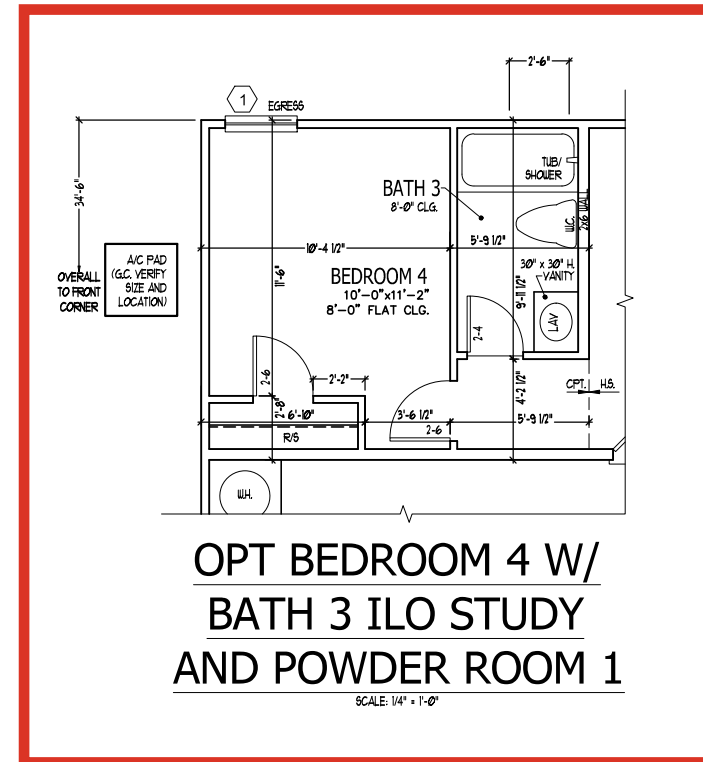 2'-6"
1
EGRESS
34'-6"
TUB/
SHOWER
BATH 3
8'-0" CLG.
W.C.
2x6 WALL
10'-4 1/2"
5'-9 1/2"
A/C PAD
(G.C. VERIFY
SIZE AND
LOCATION)
OVERALL
TO FRONT
CORNER
11'-6"
BEDROOM 4
10'-0"x11'-2"
8'-0" FLAT CLG.
30" x 30" H.
VANITY
9'-11 1/2"
LAV
2-4
2-6
2'-2"
4'-2 1/2"
CPT.
H.S.
2'-8"
6'-10"
3'-6 1/2"
5'-9 1/2"
2-6
R/S
W.H.
OPT BEDROOM 4 W/
BATH 3 ILO STUDY
AND POWDER ROOM 1
SCALE: 1/4" = 1'-0"